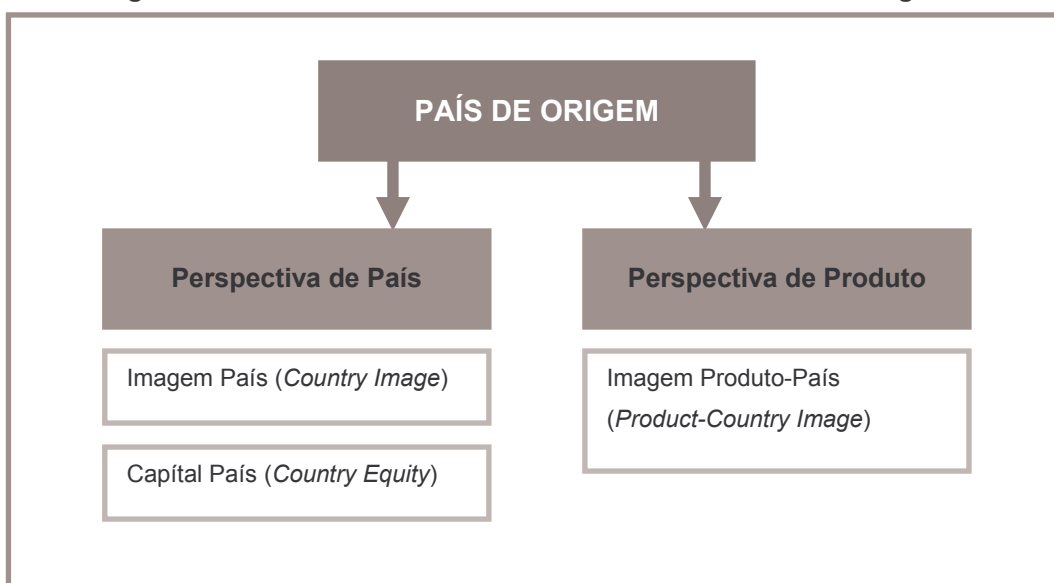 PAÍS DE ORIGEM
Perspectiva de País
Perspectiva de Produto
Imagem País (Country Image)
Capítal País (Country Equity)
Imagem Produto-País
(Product-Country Image)